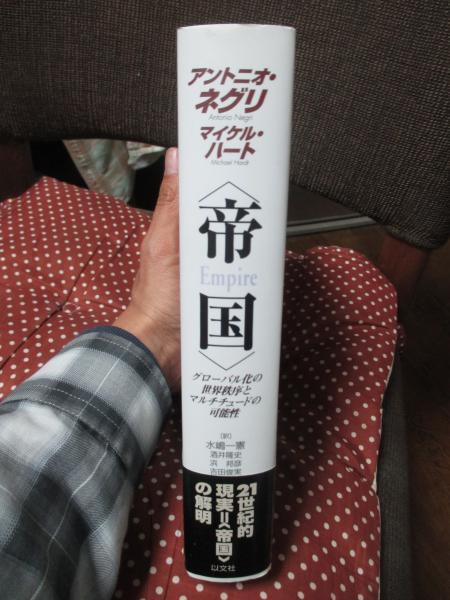 アントニオ・
ネグリ
Antonio Negri
マイケル・
ハート
Michael Hardt
〈帝国〉
Empire
グローバル化の
世界秩序と
マルチチュードの
可能性
(訳)
水嶋一憲
酒井隆史
浜 邦彦
吉田俊実
21世紀的
現実=〈帝国〉
の解明
以文社